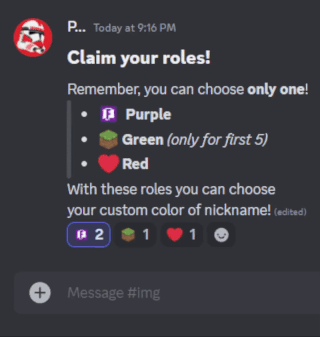 P... Today at 9:16 PM
Claim your roles!
Remember, you can choose only one!
• Purple
• Green (only for first 5)
• Red
With these roles you can choose
your custom color of nickname! (edited)
2 1 1
Message #img